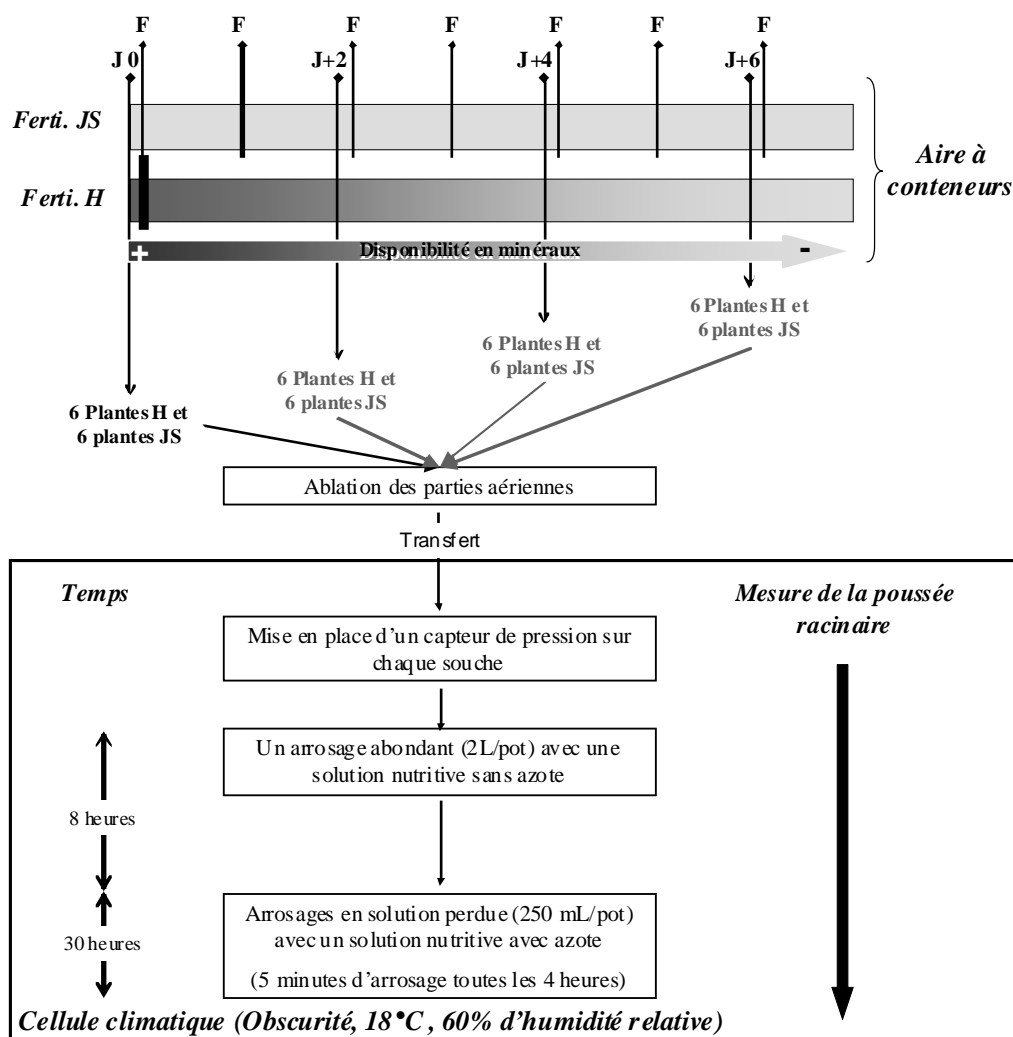 F F F F F F F
J 0 J+2 J+4 J+6
Ferti. JS
Ferti. H
Aire à
conteneurs
+ Disponibilité en minéraux -
6 Plantes H et
6 plantes JS
6 Plantes H et
6 plantes JS
6 Plantes H et
6 plantes JS
6 Plantes H et
6 plantes JS
Ablation des parties aériennes
Transfert
Temps
Mesure de la poussée
racinaire
Mise en place d'un capteur de pression sur
chaque souche
Un arrosage abondant (2L/pot) avec une
solution nutritive sans azote
8 heures
Arrosages en solution perdue (250 mL/pot)
avec un solution nutritive avec azote
(5 minutes d'arrosage toutes les 4 heures)
30 heures
Cellule climatique (Obscurité, 18°C, 60% d'humidité relative)